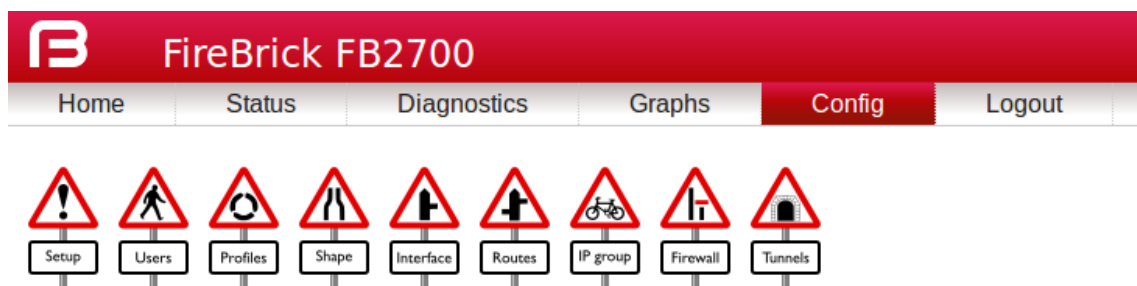 FireBrick FB2700
Home Status Diagnostics Graphs Config Logout
Setup Users Profiles Shape Interface Routes IP group Firewall Tunnels